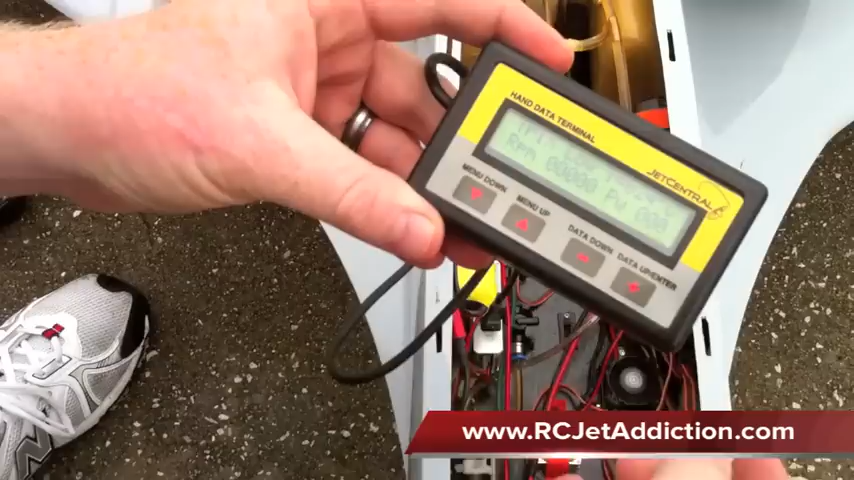 HAND DATA TERMINAL
JETCENTRAL
Rpm 00000 Pw 000
MENU DOWN
MENU UP
DATA DOWN
DATA UP/ENTER
www.RCJetAddiction.com